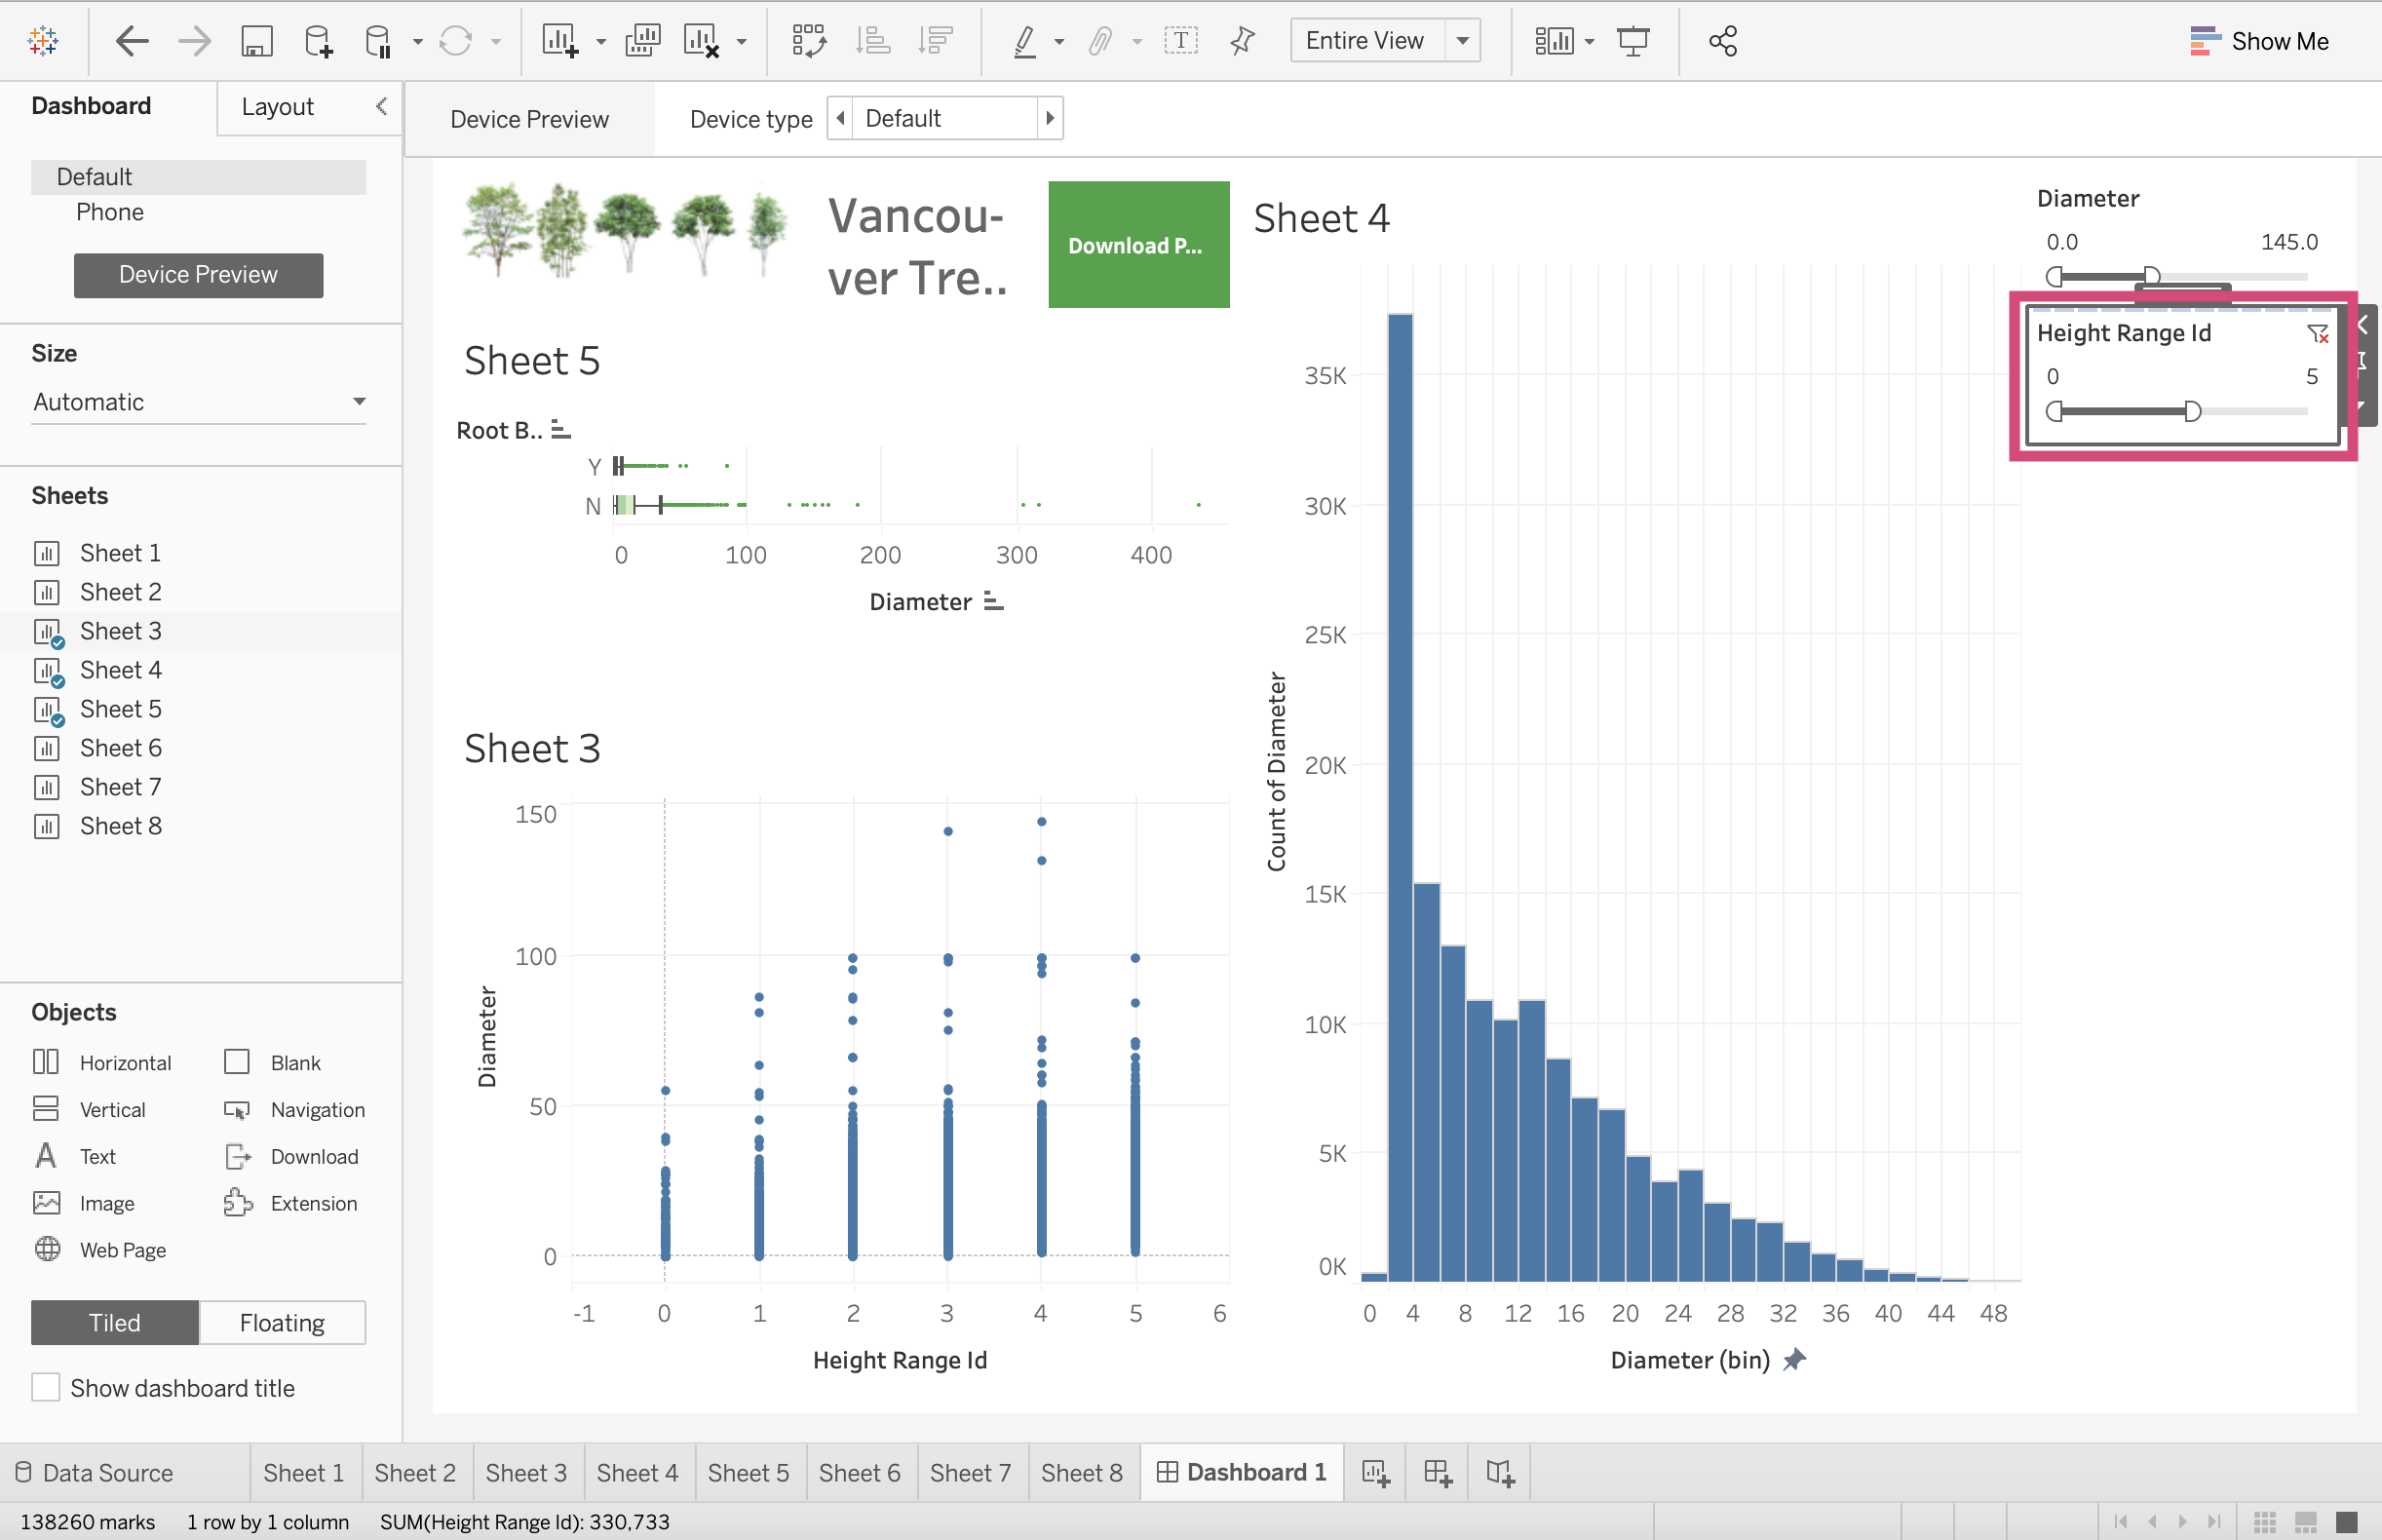 Entire View
Show Me
Dashboard
Layout
Device Preview
Device type
Default
Default
Phone
Device Preview
Size
Automatic
Sheets
Sheet 1
Sheet 2
Sheet 3
Sheet 4
Sheet 5
Sheet 6
Sheet 7
Sheet 8
Objects
Horizontal
Blank
Vertical
Navigation
Text
Download
Image
Extension
Web Page
Tiled
Floating
Show dashboard title
Vancou-
ver Tre..
Download P...
Sheet 5
Root B..
Y
N
0 100 200 300 400
Diameter
Sheet 3
150
100
50
0
Diameter
-1 0 1 2 3 4 5 6
Height Range Id
Sheet 4
35K
30K
25K
20K
15K
10K
5K
0K
Count of Diameter
0 4 8 12 16 20 24 28 32 36 40 44 48
Diameter (bin)
Diameter
0.0 145.0
Height Range Id
0 5
Data Source Sheet 1 Sheet 2 Sheet 3 Sheet 4 Sheet 5 Sheet 6 Sheet 7 Sheet 8 Dashboard 1
138260 marks 1 row by 1 column SUM(Height Range Id): 330,733